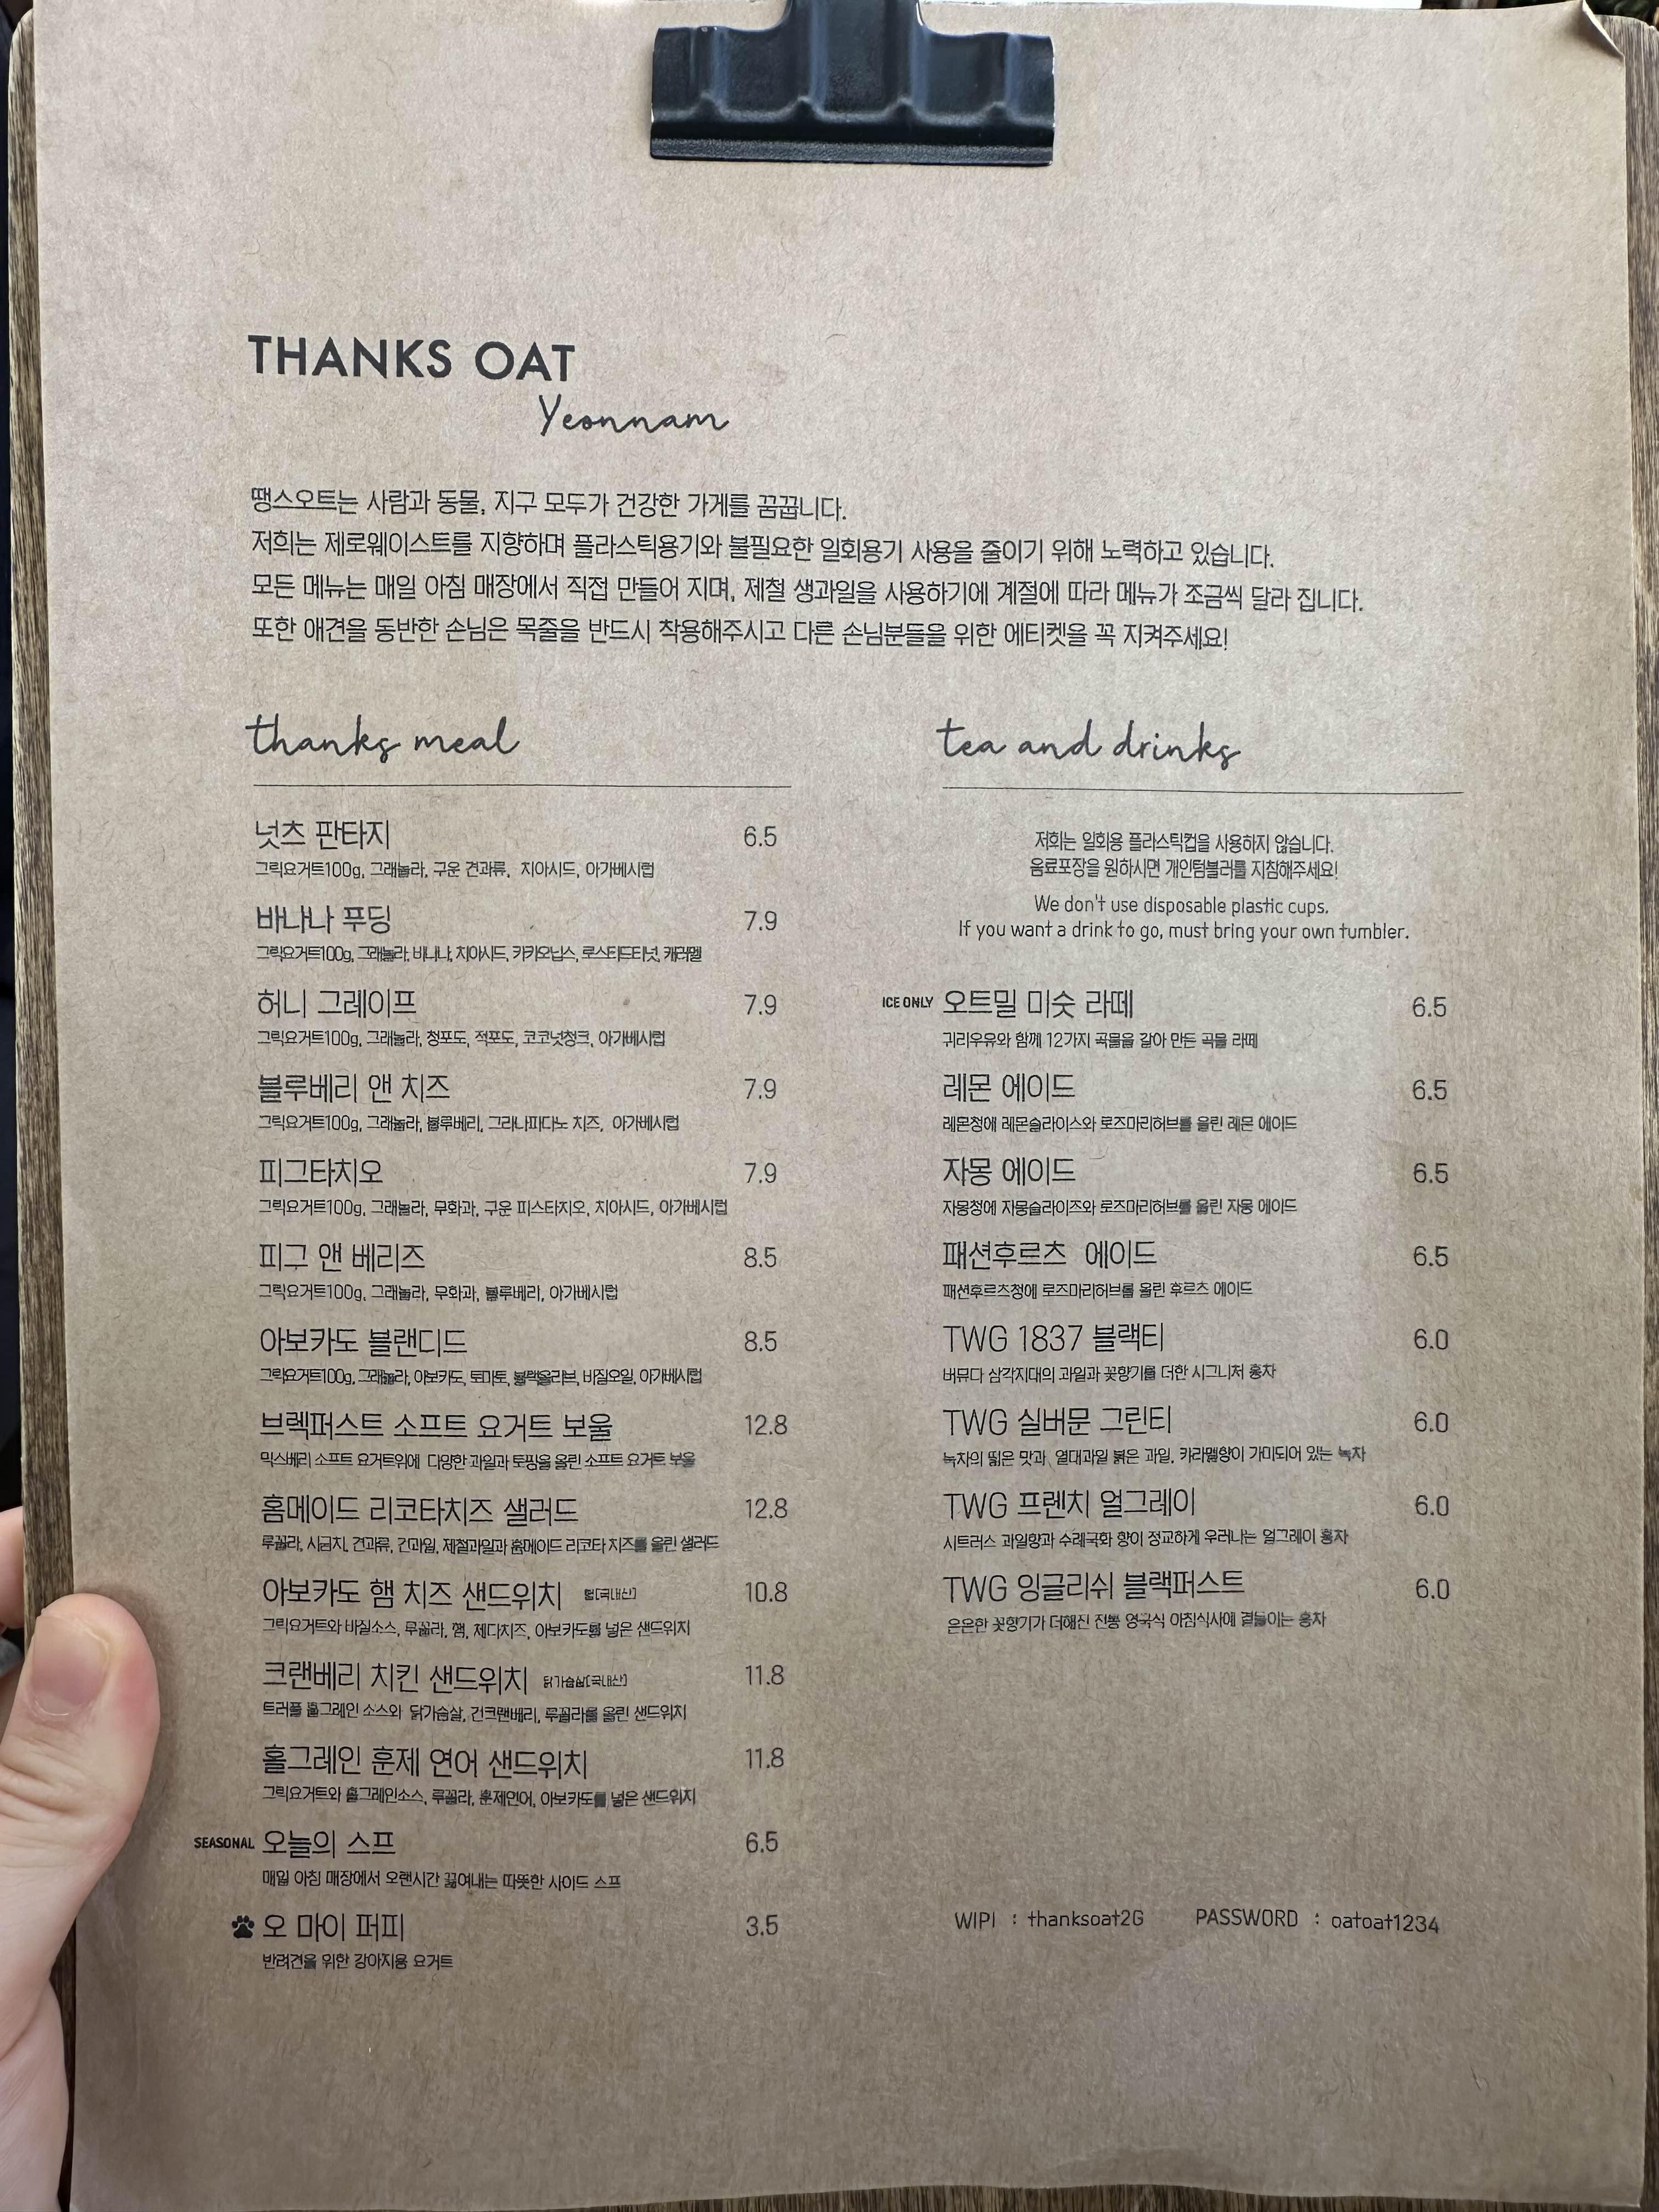 THANKS OAT
Yeonnam
땡스오트는 사람과 동물, 지구 모두가 건강한 가게를 꿈꿉니다.
저희는 제로웨이스트를 지향하며 플라스틱용기와 불필요한 일회용기 사용을 줄이기 위해 노력하고 있습니다.
모든 메뉴는 매일 아침 매장에서 직접 만들어 지며, 제철 생과일을 사용하기에 계절에 따라 메뉴가 조금씩 달라 집니다.
또한 애견을 동반한 손님은 목줄을 반드시 착용해주시고 다른 손님분들을 위한 에티켓을 꼭 지켜주세요!
thanks meal
넛츠 판타지 6.5
그릭요거트100g, 그래놀라, 구운 견과류, 치아시드, 아가베시럽
바나나 푸딩 7.9
그릭요거트100g, 그래놀라, 바나나, 치아시드, 카카오닙스, 로스티드티넛, 캐러멜
허니 그레이프 7.9
그릭요거트100g, 그래놀라, 청포도, 적포도, 코코넛청크, 아가베시럽
블루베리 앤 치즈 7.9
그릭요거트100g, 그래놀라, 블루베리, 그라나파다노 치즈, 아가베시럽
피그타치오 7.9
그릭요거트100g, 그래놀라, 무화과, 구운 피스타치오, 치아시드, 아가베시럽
피그 앤 베리즈 8.5
그릭요거트100g, 그래놀라, 무화과, 블루베리, 아가베시럽
아보카도 블랜디드 8.5
그릭요거트100g, 그래놀라, 아보카도, 토마토, 블랙올리브, 바질오일, 아가베시럽
브렉퍼스트 소프트 요거트 보울 12.8
믹스베리 소프트 요거트위에 다양한 과일과 토핑을 올린 소프트 요거트 보울
홈메이드 리코타치즈 샐러드 12.8
루꼴라, 시금치, 견과류, 건과일, 제철과일과 홈메이드 리코타 치즈를 올린 샐러드
아보카도 햄 치즈 샌드위치 햄[국내산] 10.8
그릭요거트와 바질소스, 루꼴라, 햄, 체다치즈, 아보카도를 넣은 샌드위치
크랜베리 치킨 샌드위치 닭가슴살[국내산] 11.8
트러플 홀그레인 소스와 닭가슴살, 건크랜베리, 루꼴라를 올린 샌드위치
홀그레인 훈제 연어 샌드위치 11.8
그릭요거트와 홀그레인소스, 루꼴라, 훈제연어, 아보카도를 넣은 샌드위치
SEASONAL 오늘의 스프 6.5
매일 아침 매장에서 오랜시간 끓여내는 따뜻한 사이드 스프
오 마이 퍼피 3.5
반려견을 위한 강아지용 요거트
tea and drinks
저희는 일회용 플라스틱컵을 사용하지 않습니다.
음료포장을 원하시면 개인텀블러를 지참해주세요!
We don't use disposable plastic cups.
If you want a drink to go, must bring your own tumbler.
ICE ONLY 오트밀 미숫 라떼 6.5
귀리우유와 함께 12가지 곡물을 갈아 만든 곡물 라떼
레몬 에이드 6.5
레몬청에 레몬슬라이스와 로즈마리허브를 올린 레몬 에이드
자몽 에이드 6.5
자몽청에 자몽슬라이즈와 로즈마리허브를 올린 자몽 에이드
패션후르츠 에이드 6.5
패션후르츠청에 로즈마리허브를 올린 후르츠 에이드
TWG 1837 블랙티 6.0
버뮤다 삼각지대의 과일과 꽃향기를 더한 시그니처 홍차
TWG 실버문 그린티 6.0
녹차의 떫은 맛과 열대과일 붉은 과일, 카라멜향이 가미되어 있는 녹차
TWG 프렌치 얼그레이 6.0
시트러스 과일향과 수레국화 향이 정교하게 우러나는 얼그레이 홍차
TWG 잉글리쉬 블랙퍼스트 6.0
은은한 꽃향기가 더해진 전통 영국식 아침식사에 곁들이는 홍차
WIPI : thanksoat2G PASSWORD : oatoat1234